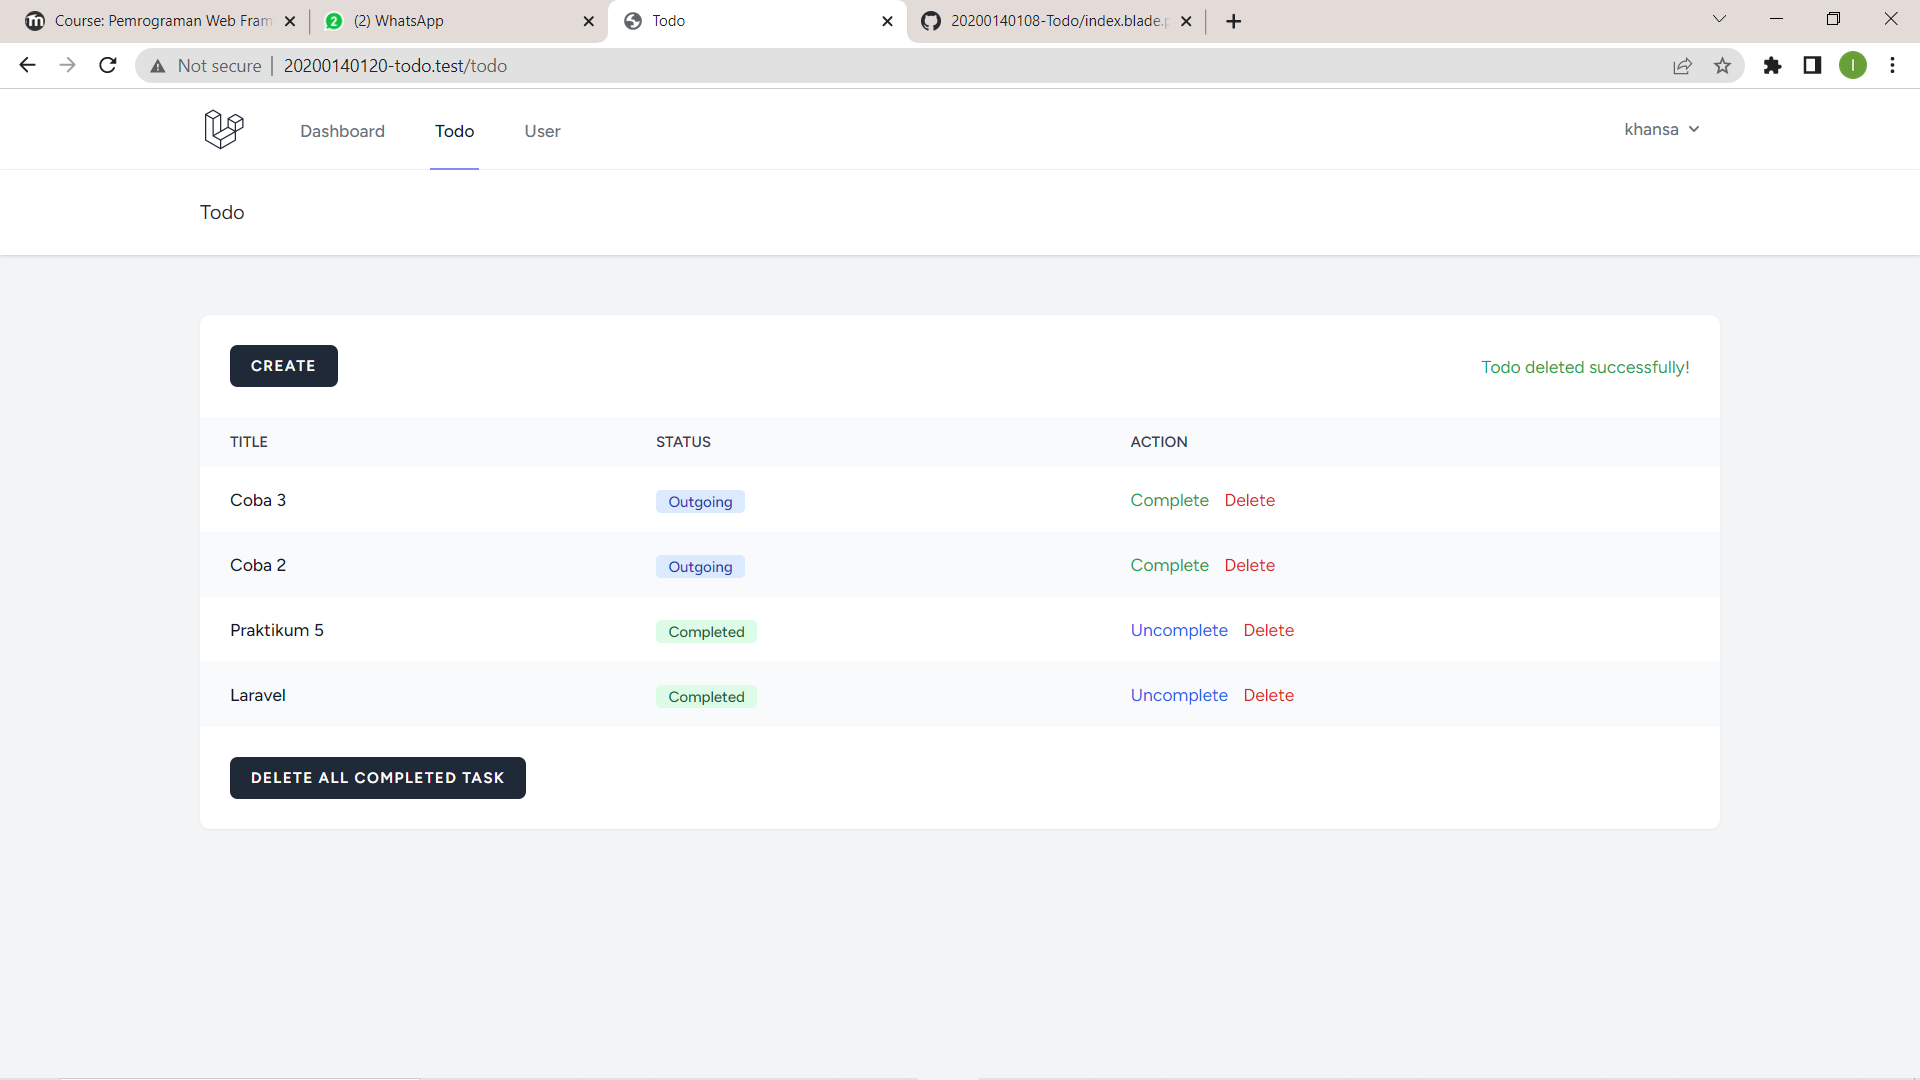 Course: Pemrograman Web Fram
(2) WhatsApp
Todo
20200140108-Todo/index.blade.p
Not secure
20200140120-todo.test/todo
I
Dashboard
Todo
User
khansa
Todo
CREATE
Todo deleted successfully!
TITLE STATUS ACTION
Coba 3 Outgoing Complete Delete
Coba 2 Outgoing Complete Delete
Praktikum 5 Completed Uncomplete Delete
Laravel Completed Uncomplete Delete
DELETE ALL COMPLETED TASK